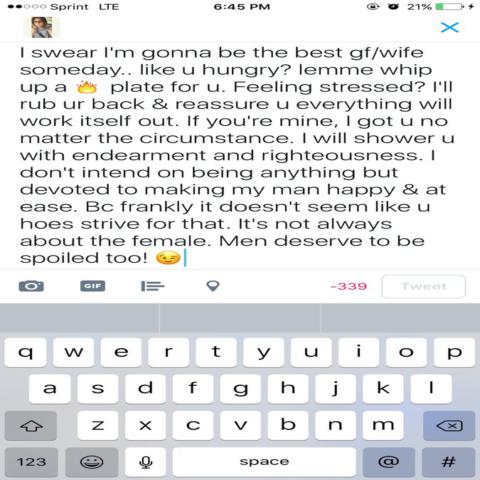 Sprint LTE 6:45 PM 21%
I swear I'm gonna be the best gf/wife
someday.. like u hungry? lemme whip
up a 🔥 plate for u. Feeling stressed? I'll
rub ur back & reassure u everything will
work itself out. If you're mine, I got u no
matter the circumstance. I will shower u
with endearment and righteousness. I
don't intend on being anything but
devoted to making my man happy & at
ease. Bc frankly it doesn't seem like u
hoes strive for that. It's not always
about the female. Men deserve to be
spoiled too! 😉
GIF -339 Tweet
q w e r t y u i o p
a s d f g h j k l
z x c v b n m
123 space @ #